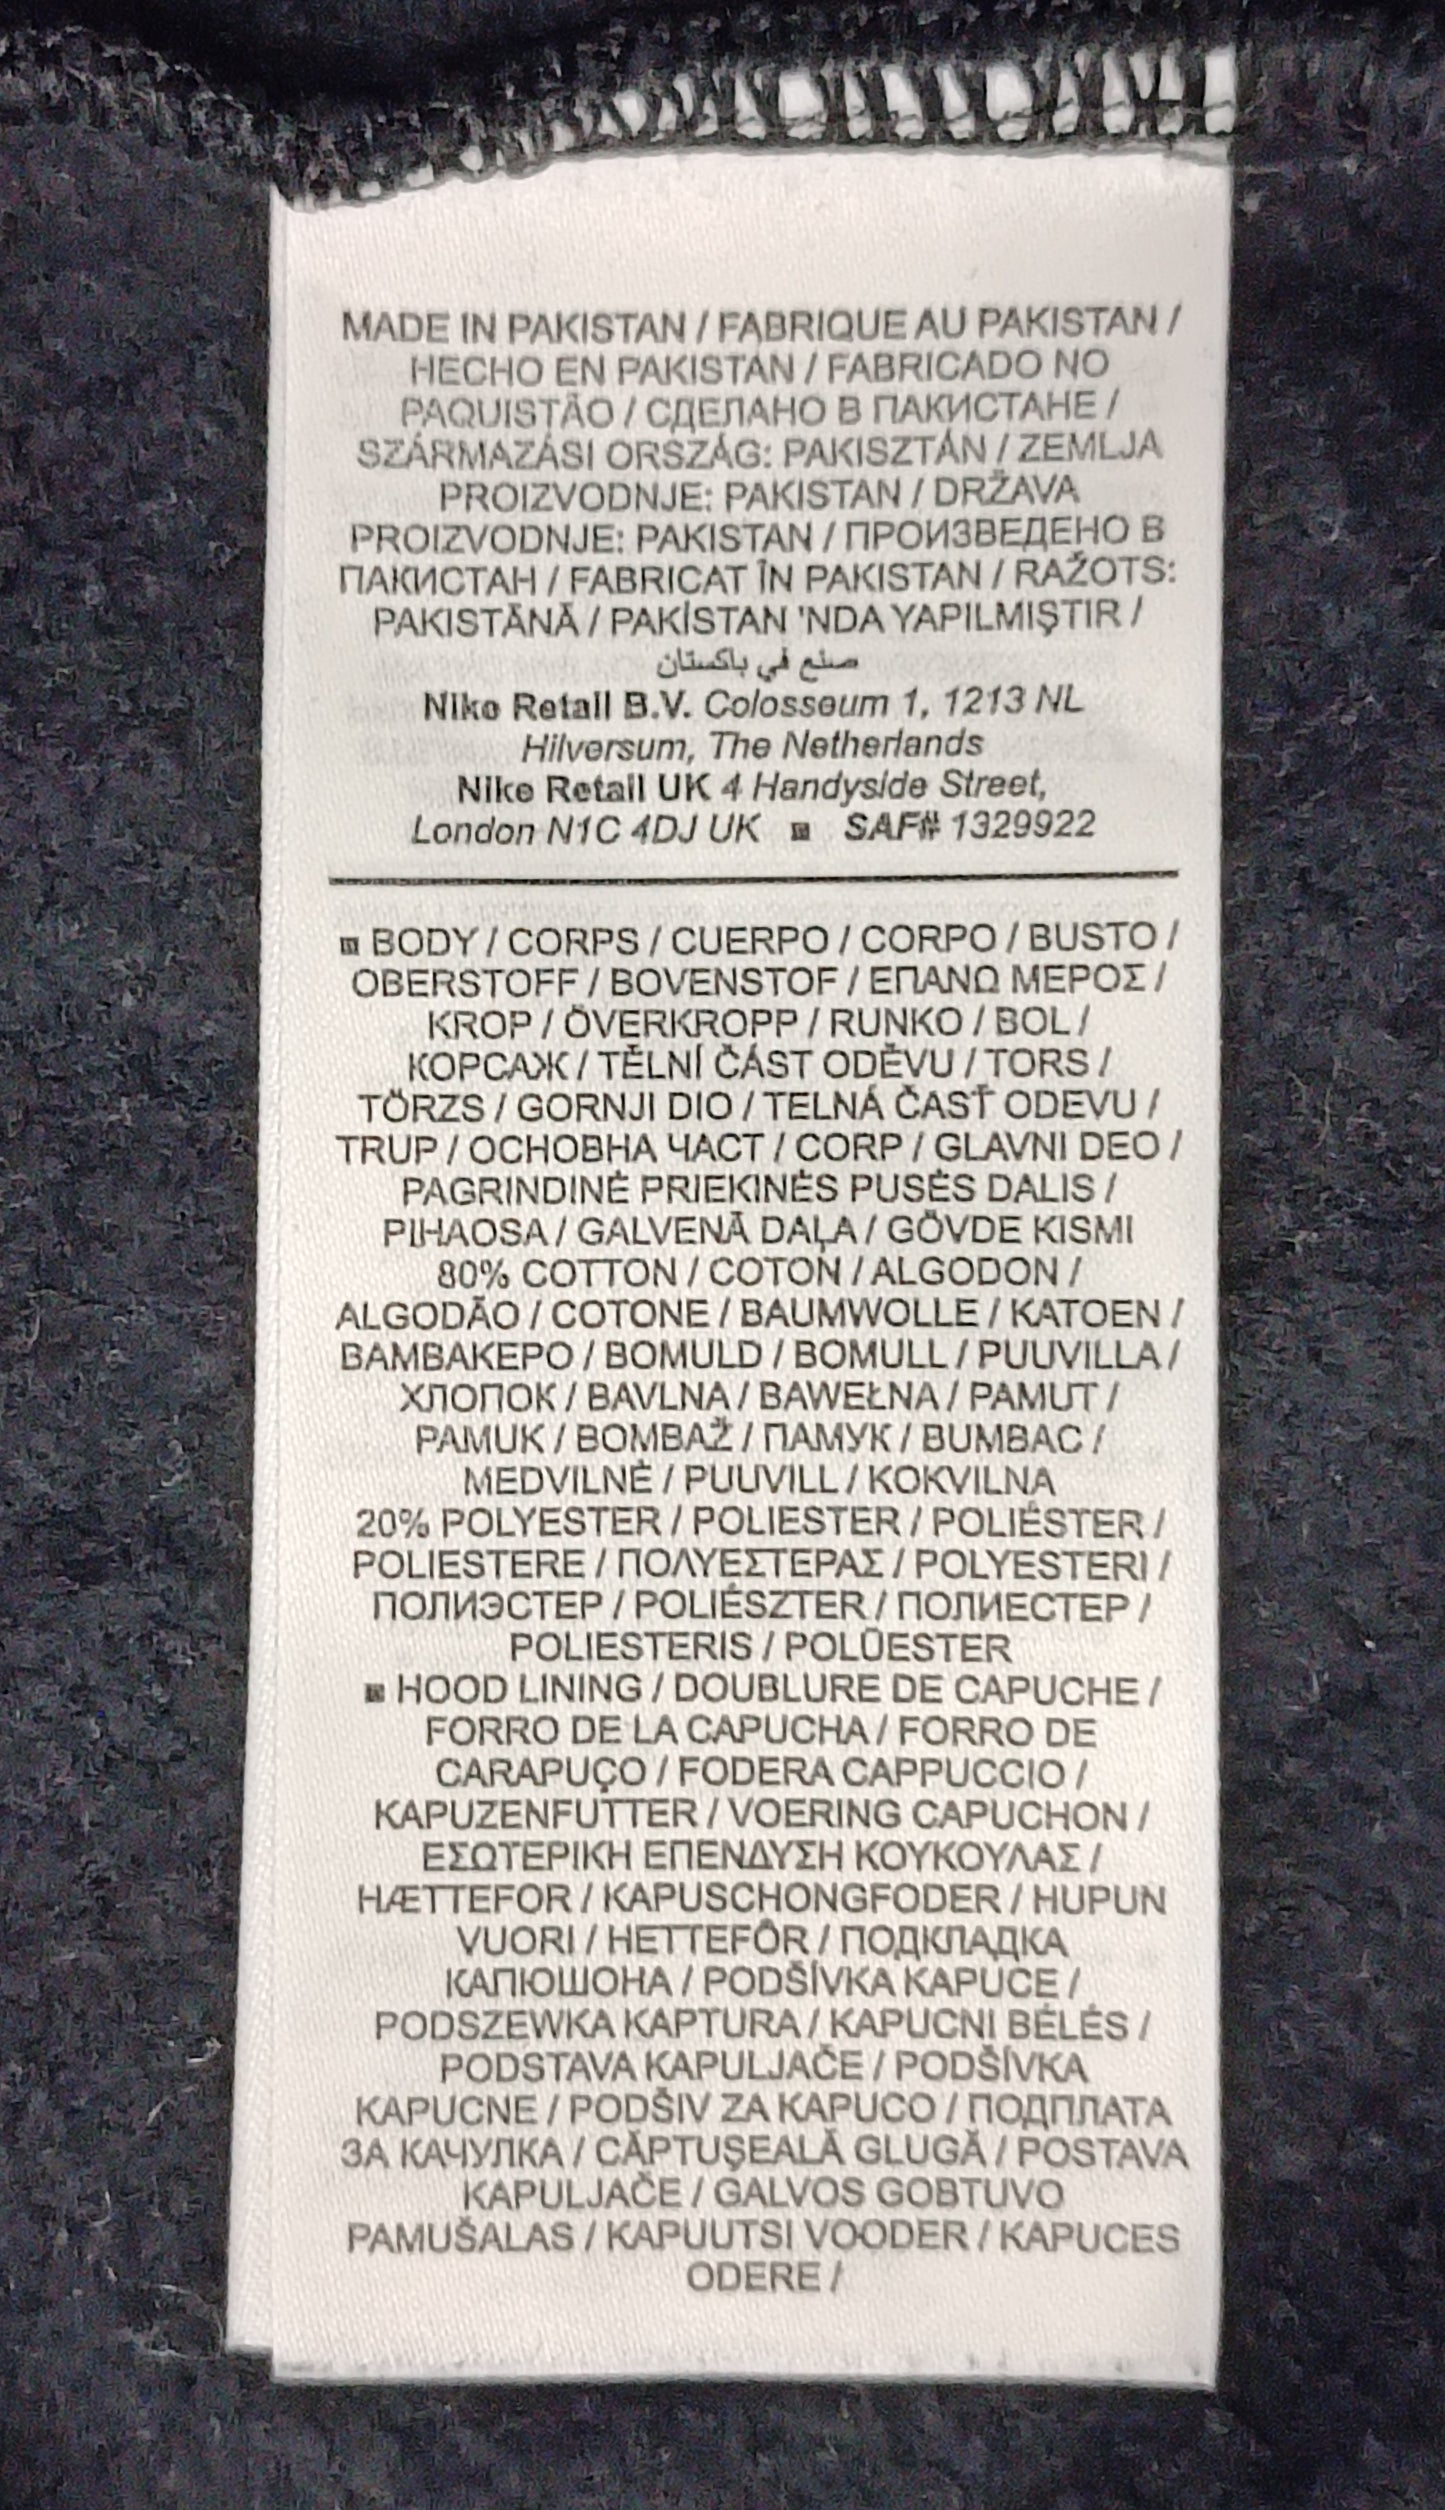 MADE IN PAKISTAN / FABRIQUE AU PAKISTAN /
HECHO EN PAKISTAN / FABRICADO NO
PAQUISTÃO / СДЕЛАНО В ПАКИСТАНЕ /
SZÁRMAZÁSI ORSZÁG: PAKISZTÁN / ZEMLJA
PROIZVODNJE: PAKISTAN / DRŽAVA
PROIZVODNJE: PAKISTAN / ПРОИЗВЕДЕНО В
ПАКИСТАН / FABRICAT ÎN PAKISTAN / RAŽOTS:
PAKISTĀNĀ / PAKİSTAN 'NDA YAPILMIŞTIR /
صنع في باكستان
Nike Retail B.V. Colosseum 1, 1213 NL
Hilversum, The Netherlands
Nike Retail UK 4 Handyside Street,
London N1C 4DJ UK ■ SAF# 1329922
■ BODY / CORPS / CUERPO / CORPO / BUSTO /
OBERSTOFF / BOVENSTOF / ΕΠΑΝΩ ΜΕΡΟΣ /
KROP / ÖVERKROPP / RUNKO / BOL /
КОРСАЖ / TĚLNÍ ČÁST ODĚVU / TORS /
TÖRZS / GORNJI DIO / TELNÁ ČASŤ ODEVU /
TRUP / ОСНОВНА ЧАСТ / CORP / GLAVNI DEO /
PAGRINDINĖ PRIEKINĖS PUSĖS DALIS /
PIHAOSA / GALVENĀ DAĻA / GÖVDE KISMI
80% COTTON / COTON / ALGODON /
ALGODÃO / COTONE / BAUMWOLLE / KATOEN /
ΒΑΜΒΑΚΕΡΟ / BOMULD / BOMULL / PUUVILLA /
ХЛОПОК / BAVLNA / BAWEŁNA / PAMUT /
PAMUK / BOMBAŽ / ПАМУК / BUMBAC /
MEDVILNĖ / PUUVILL / KOKVILNA
20% POLYESTER / POLIESTER / POLIÉSTER /
POLIESTERE / ΠΟΛΥΕΣΤΕΡΑΣ / POLYESTERI /
ПОЛИЭСТЕР / POLIÉSZTER / ПОЛИЕСТЕР /
POLIESTERIS / POLÜESTER
■ HOOD LINING / DOUBLURE DE CAPUCHE /
FORRO DE LA CAPUCHA / FORRO DE
CARAPUÇO / FODERA CAPPUCCIO /
KAPUZENFUTTER / VOERING CAPUCHON /
ΕΣΩΤΕΡΙΚΗ ΕΠΕΝΔΥΣΗ ΚΟΥΚΟΥΛΑΣ /
HÆTTEFOR / KAPUSCHONGFODER / HUPUN
VUORI / HETTEFÔR / ПОДКЛАДКА
КАПЮШОНА / PODŠÍVKA KAPUCE /
PODSZEWKA KAPTURA / KAPUCNI BÉLÉS /
PODSTAVA KAPULJAČE / PODŠÍVKA
KAPUCNE / PODŠIV ZA KAPUCO / ПОДПЛАТА
ЗА КАЧУЛКА / CĂPTUŞEALĂ GLUGĂ / POSTAVA
KAPULJAČE / GALVOS GOBTUVO
PAMUŠALAS / KAPUUTSI VOODER / KAPUCES
ODERE /